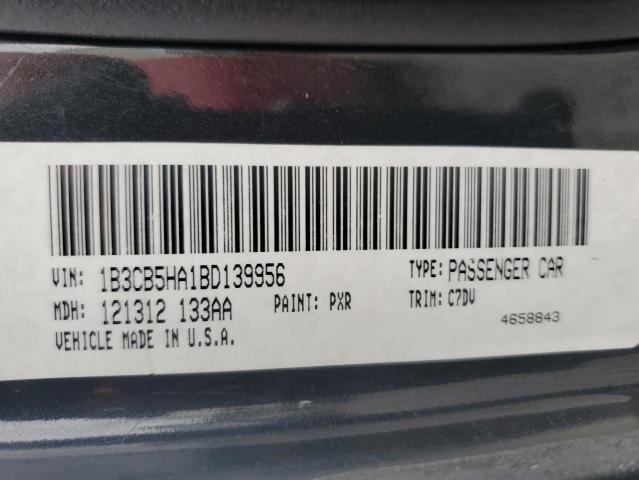 VIN: 1B3CB5HA1BD139956 TYPE: PASSENGER CAR
MDH: 121312 133AA PAINT: PXR TRIM: C7DV
VEHICLE MADE IN U.S.A. 4658843